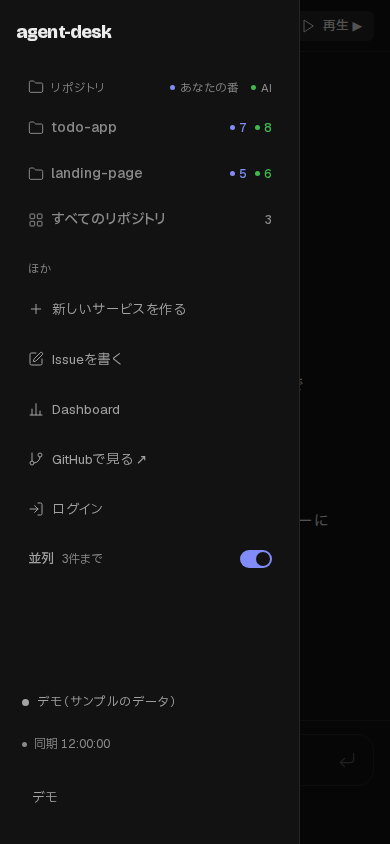 agent-desk
再生 ▶
リポジトリ あなたの番 AI
todo-app 7 8
landing-page 5 6
すべてのリポジトリ 3
ほか
新しいサービスを作る
Issueを書く
Dashboard
GitHubで見る ↗
ログイン
ーに
並列 3件まで
デモ（サンプルのデータ）
同期 12:00:00
デモ